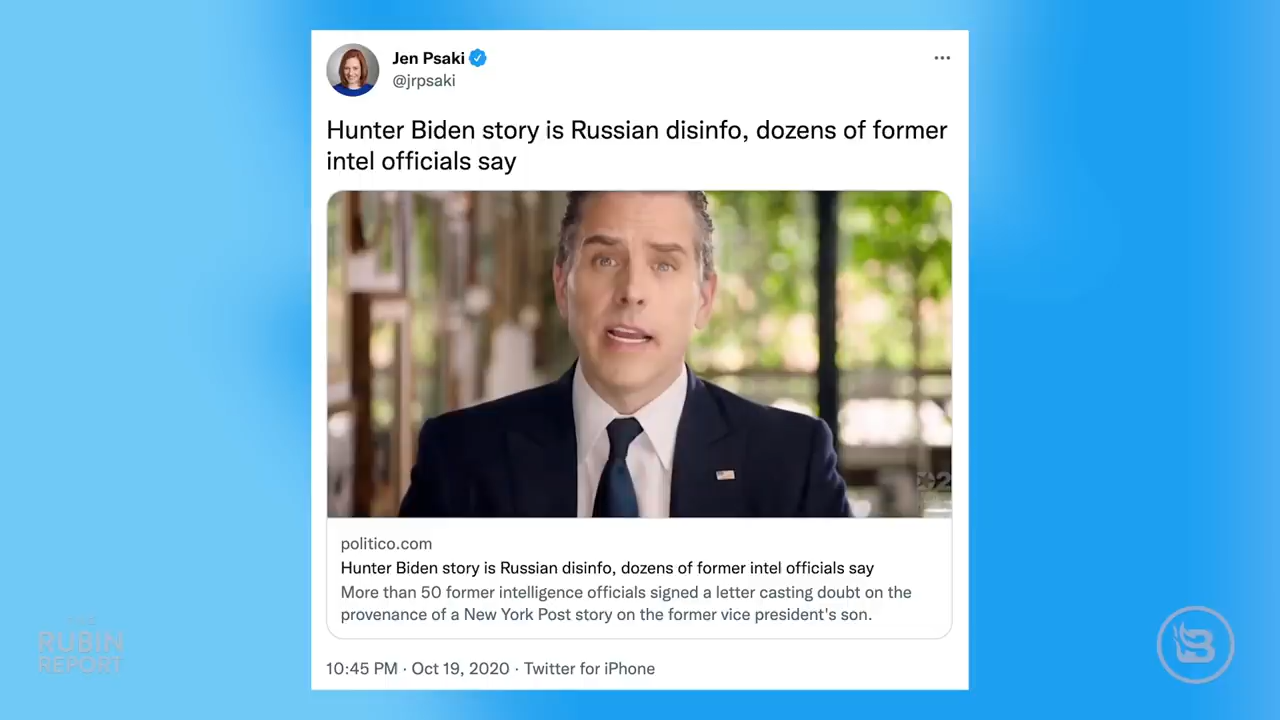 Jen Psaki
@jrpsaki
Hunter Biden story is Russian disinfo, dozens of former
intel officials say
politico.com
Hunter Biden story is Russian disinfo, dozens of former intel officials say
More than 50 former intelligence officials signed a letter casting doubt on the
provenance of a New York Post story on the former vice president's son.
10:45 PM · Oct 19, 2020 · Twitter for iPhone
THE
RUBIN
REPORT
B